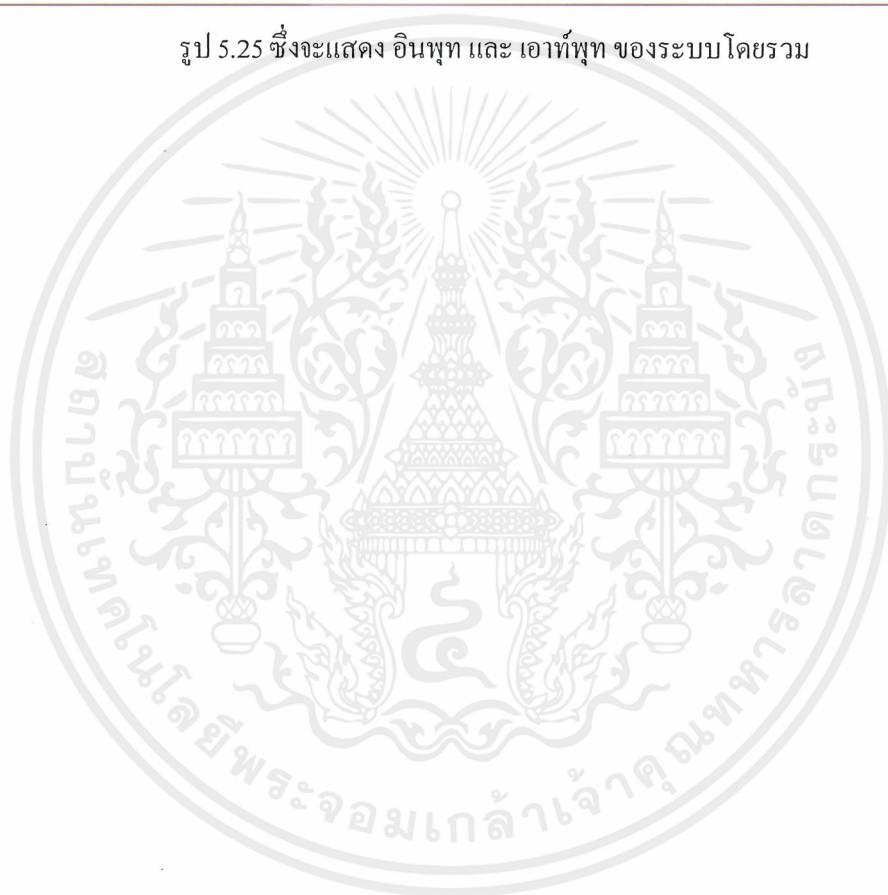 รูป 5.25 ซึ่งจะแสดง อินพุท และ เอาท์พุท ของระบบโดยรวม
สถาบันเทคโนโลยีพระจอมเกล้าเจ้าคุณทหารลาดกระบัง
๔